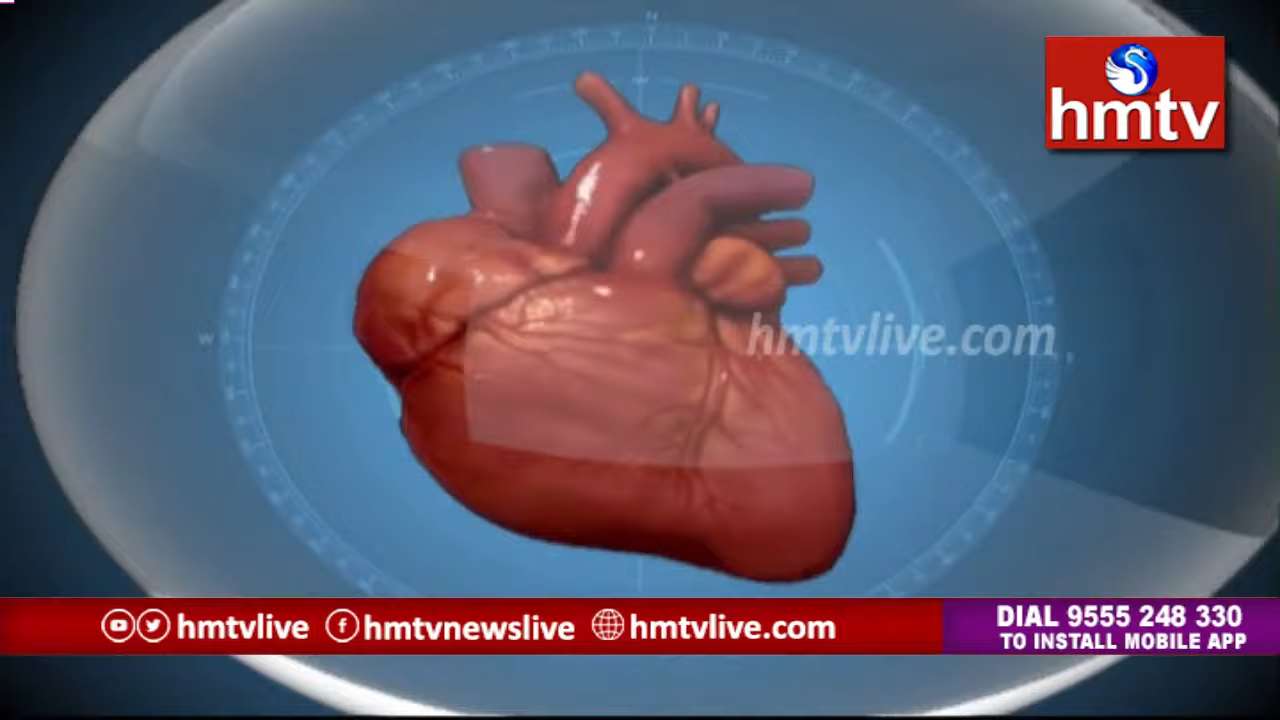 N
hmtv
W
hmtvlive.com
hmtvlive hmtvnewslive hmtvlive.com
DIAL 9555 248 330
TO INSTALL MOBILE APP